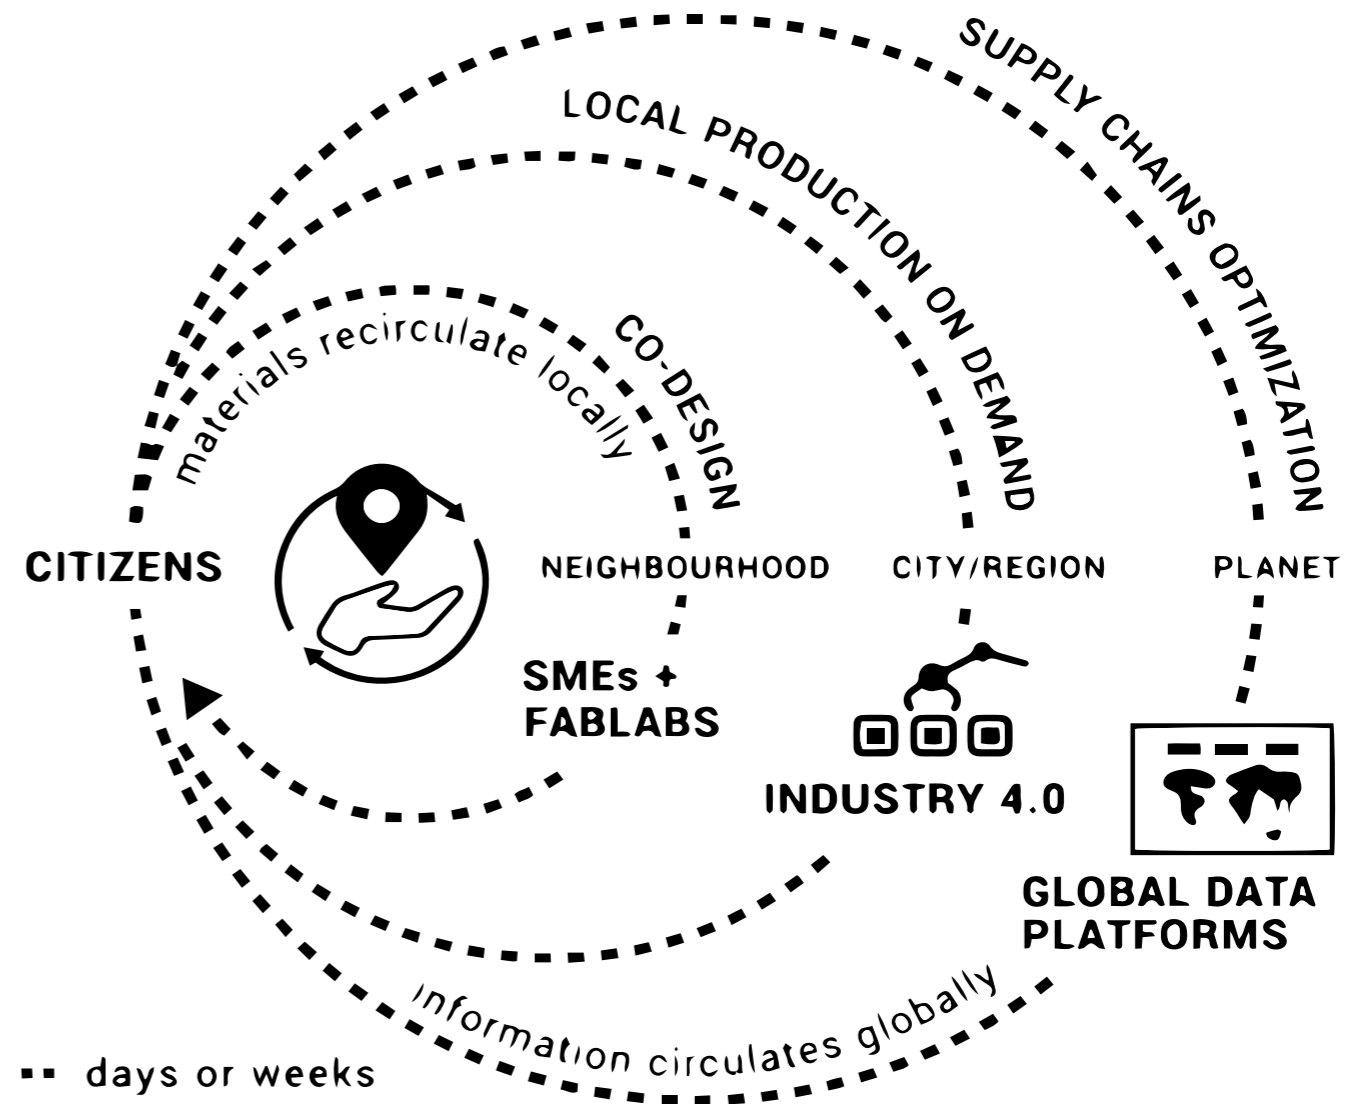 SUPPLY CHAINS OPTIMIZATION
LOCAL PRODUCTION ON DEMAND
CO-DESIGN
materials recirculate locally
CITIZENS
NEIGHBOURHOOD
CITY/REGION
PLANET
SMEs +
FABLABS
INDUSTRY 4.0
GLOBAL DATA
PLATFORMS
information circulates globally
days or weeks